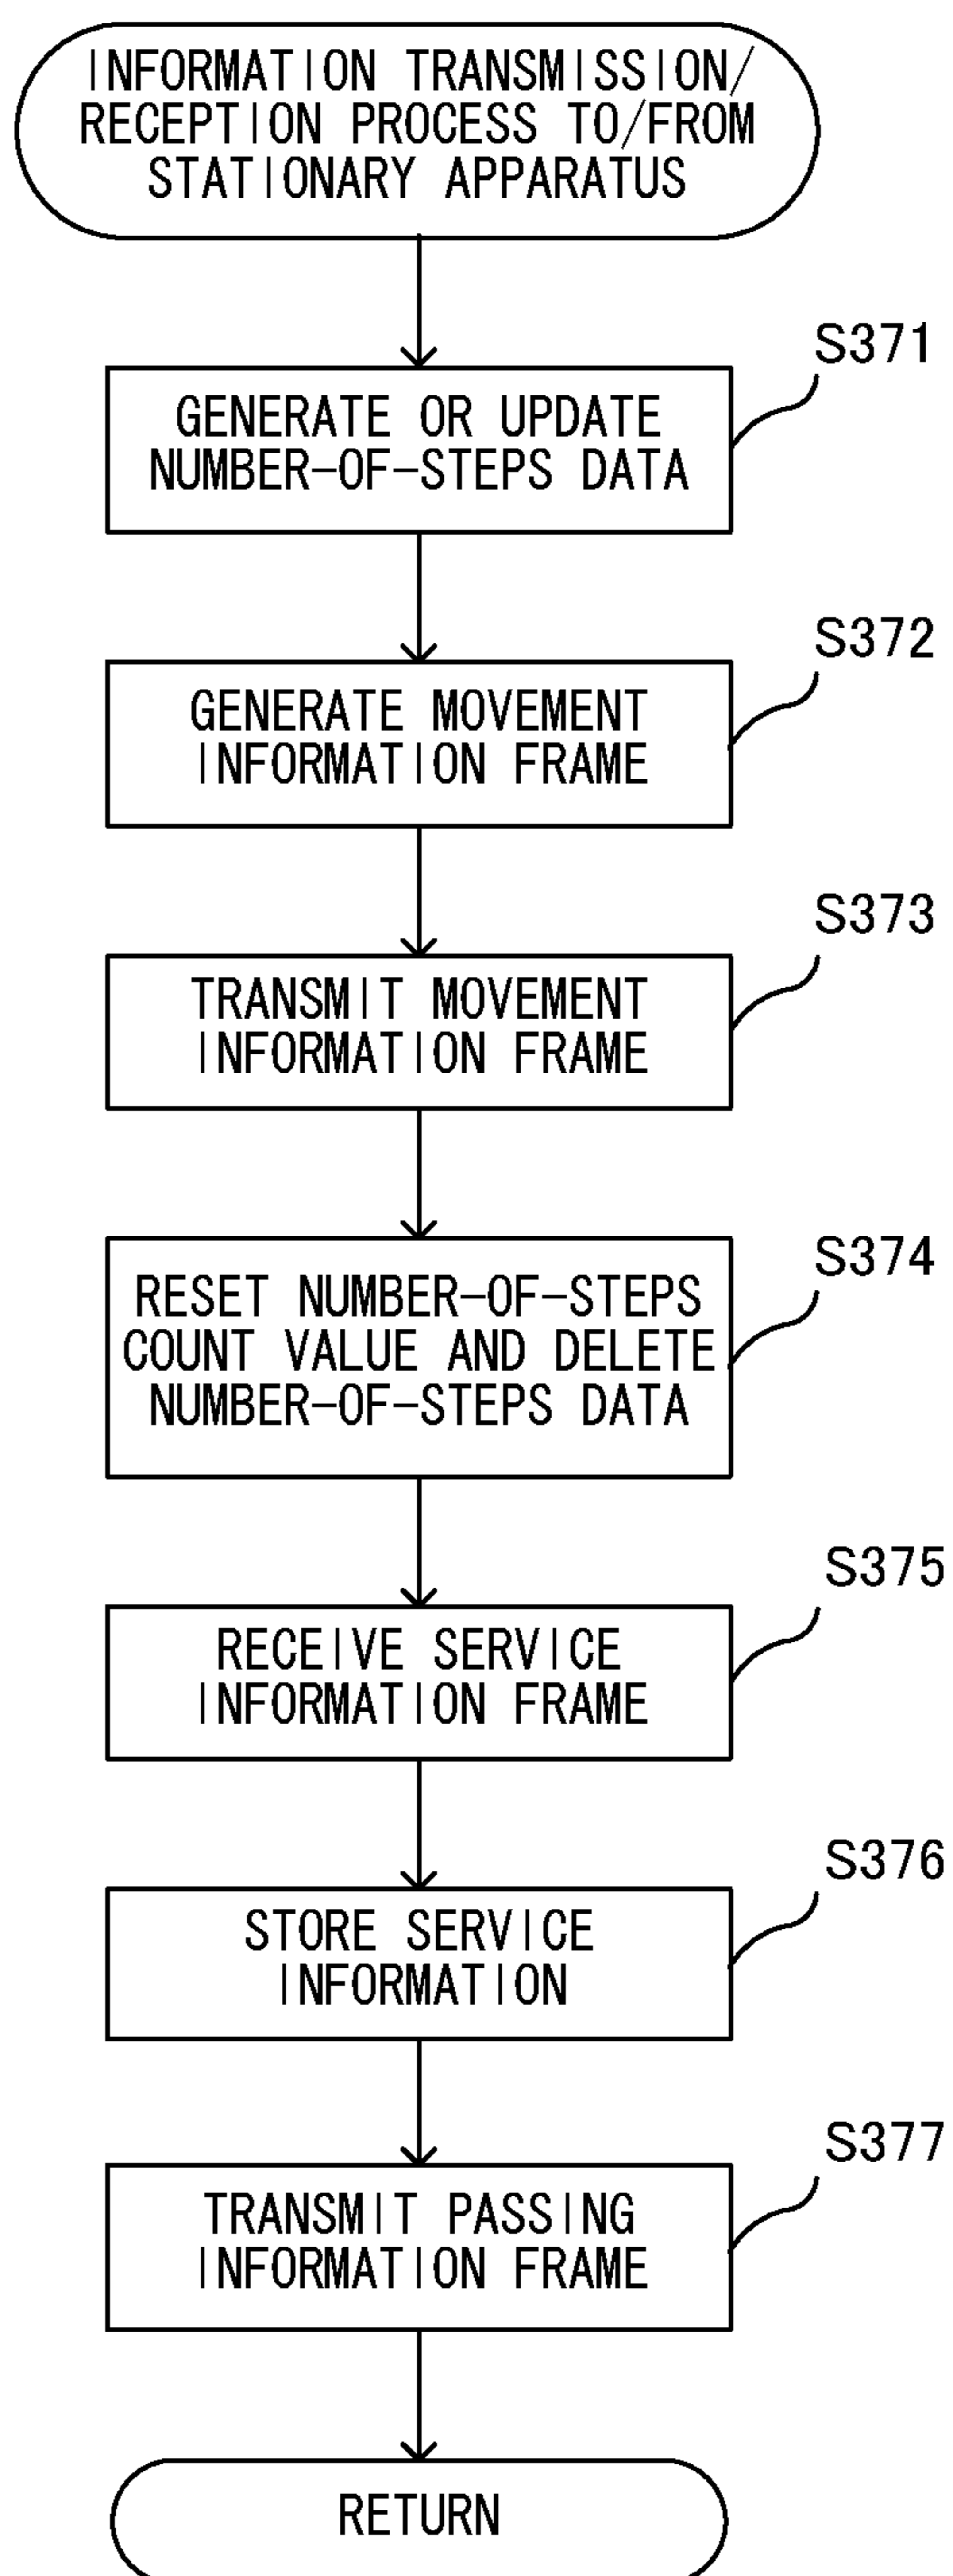 INFORMATION TRANSMISSION/
RECEPTION PROCESS TO/FROM
STATIONARY APPARATUS
S371
GENERATE OR UPDATE
NUMBER-OF-STEPS DATA
S372
GENERATE MOVEMENT
INFORMATION FRAME
S373
TRANSMIT MOVEMENT
INFORMATION FRAME
S374
RESET NUMBER-OF-STEPS
COUNT VALUE AND DELETE
NUMBER-OF-STEPS DATA
S375
RECEIVE SERVICE
INFORMATION FRAME
S376
STORE SERVICE
INFORMATION
S377
TRANSMIT PASSING
INFORMATION FRAME
RETURN